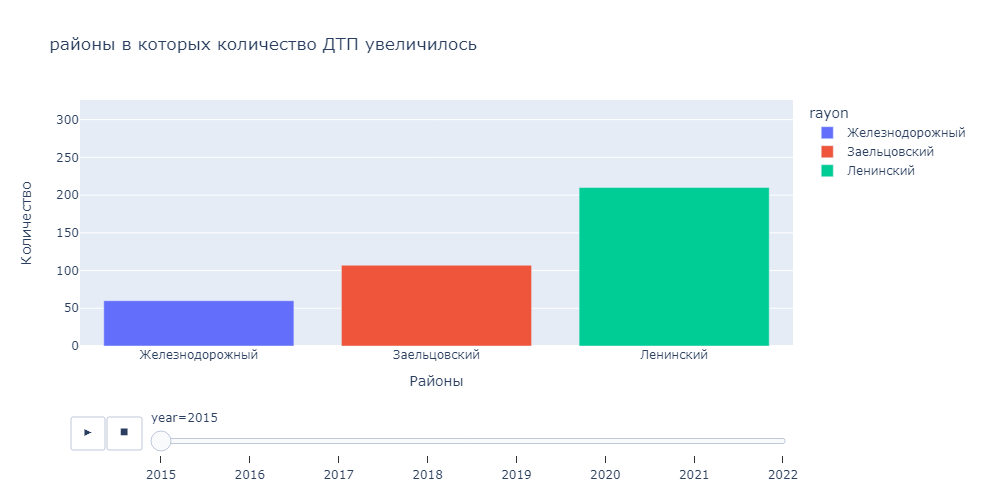 районы в которых количество ДТП увеличилось
rayon
Железнодорожный
Заельцовский
Ленинский
Количество
300
250
200
150
100
50
0
Железнодорожный Заельцовский Ленинский
Районы
year=2015
2015 2016 2017 2018 2019 2020 2021 2022